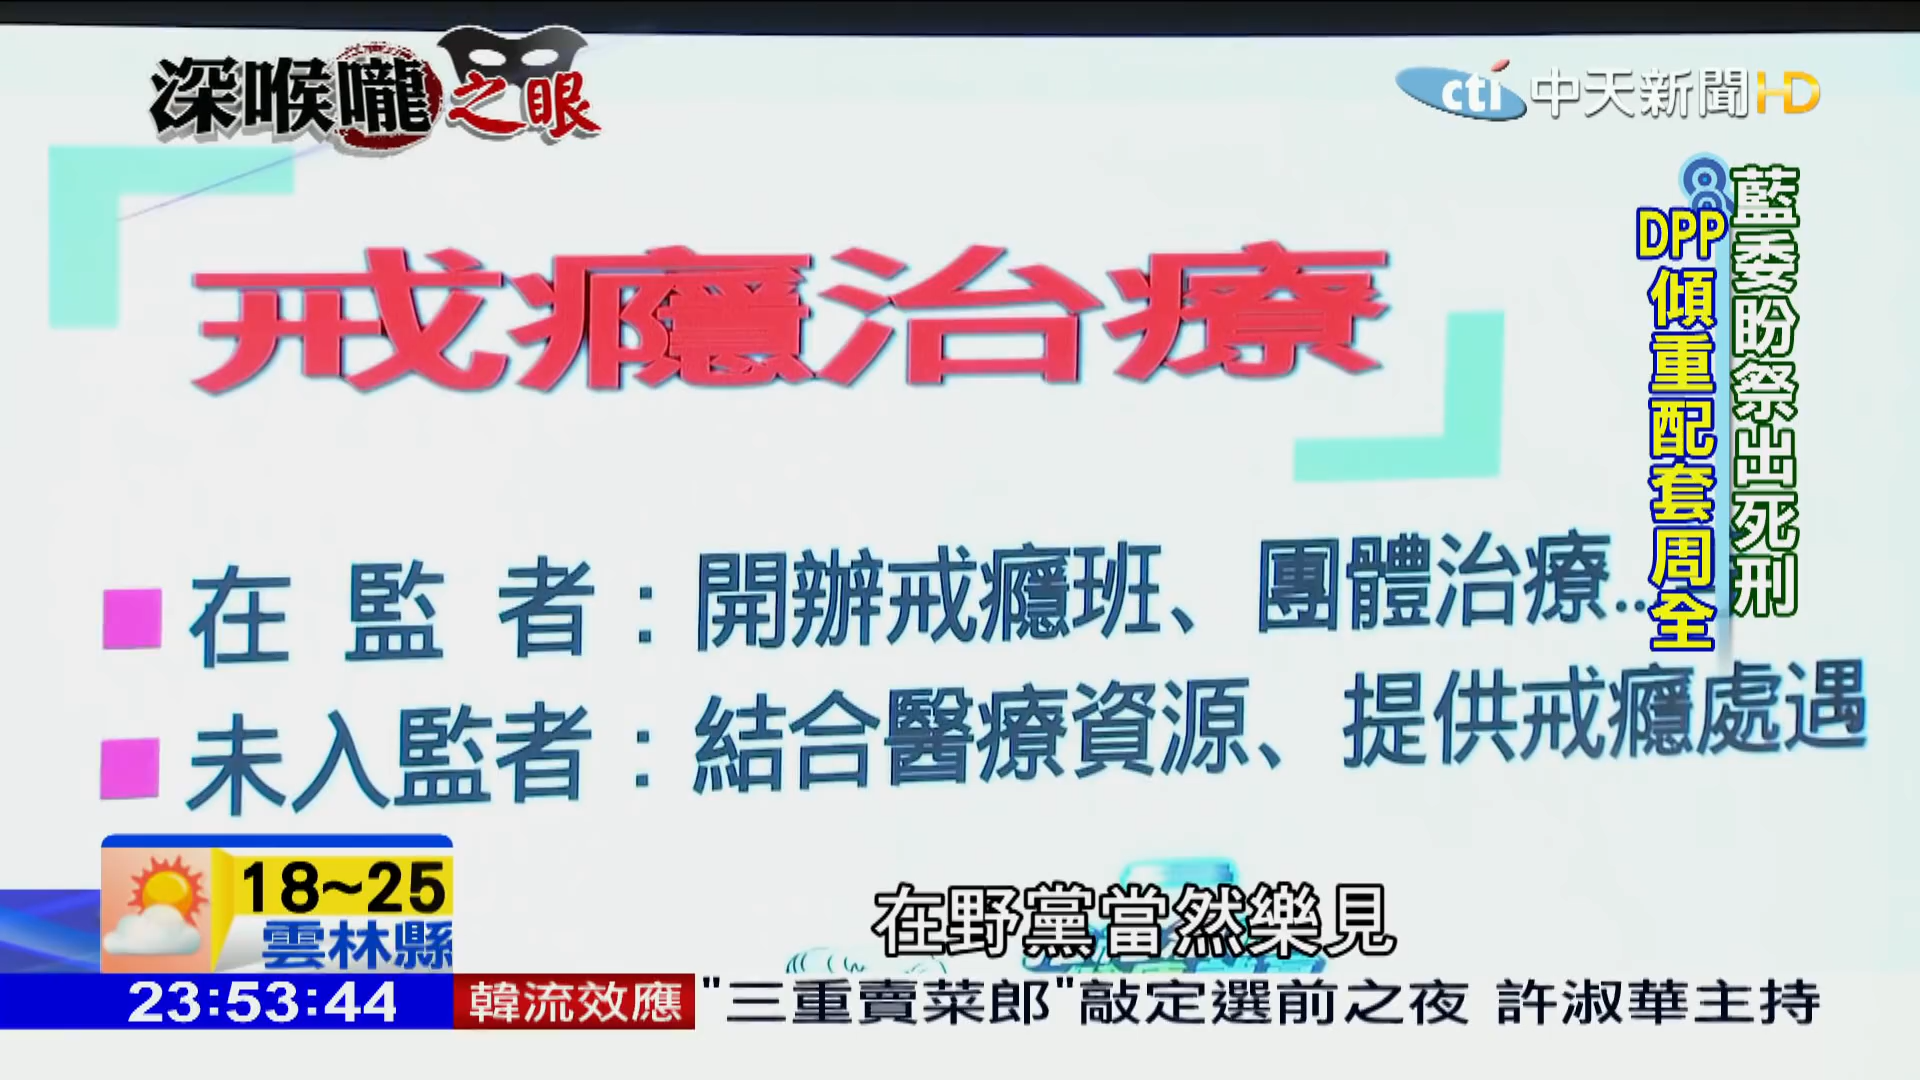 深喉嚨之眼
cti 中天新聞HD
藍委盼祭出死刑
DPP傾重配套周全
戒癮治療
在監者：開辦戒癮班、團體治療..
未入監者：結合醫療資源、提供戒癮處遇
18~25
雲林縣
在野黨當然樂見
23:53:44
韓流效應 "三重賣菜郎"敲定選前之夜 許淑華主持